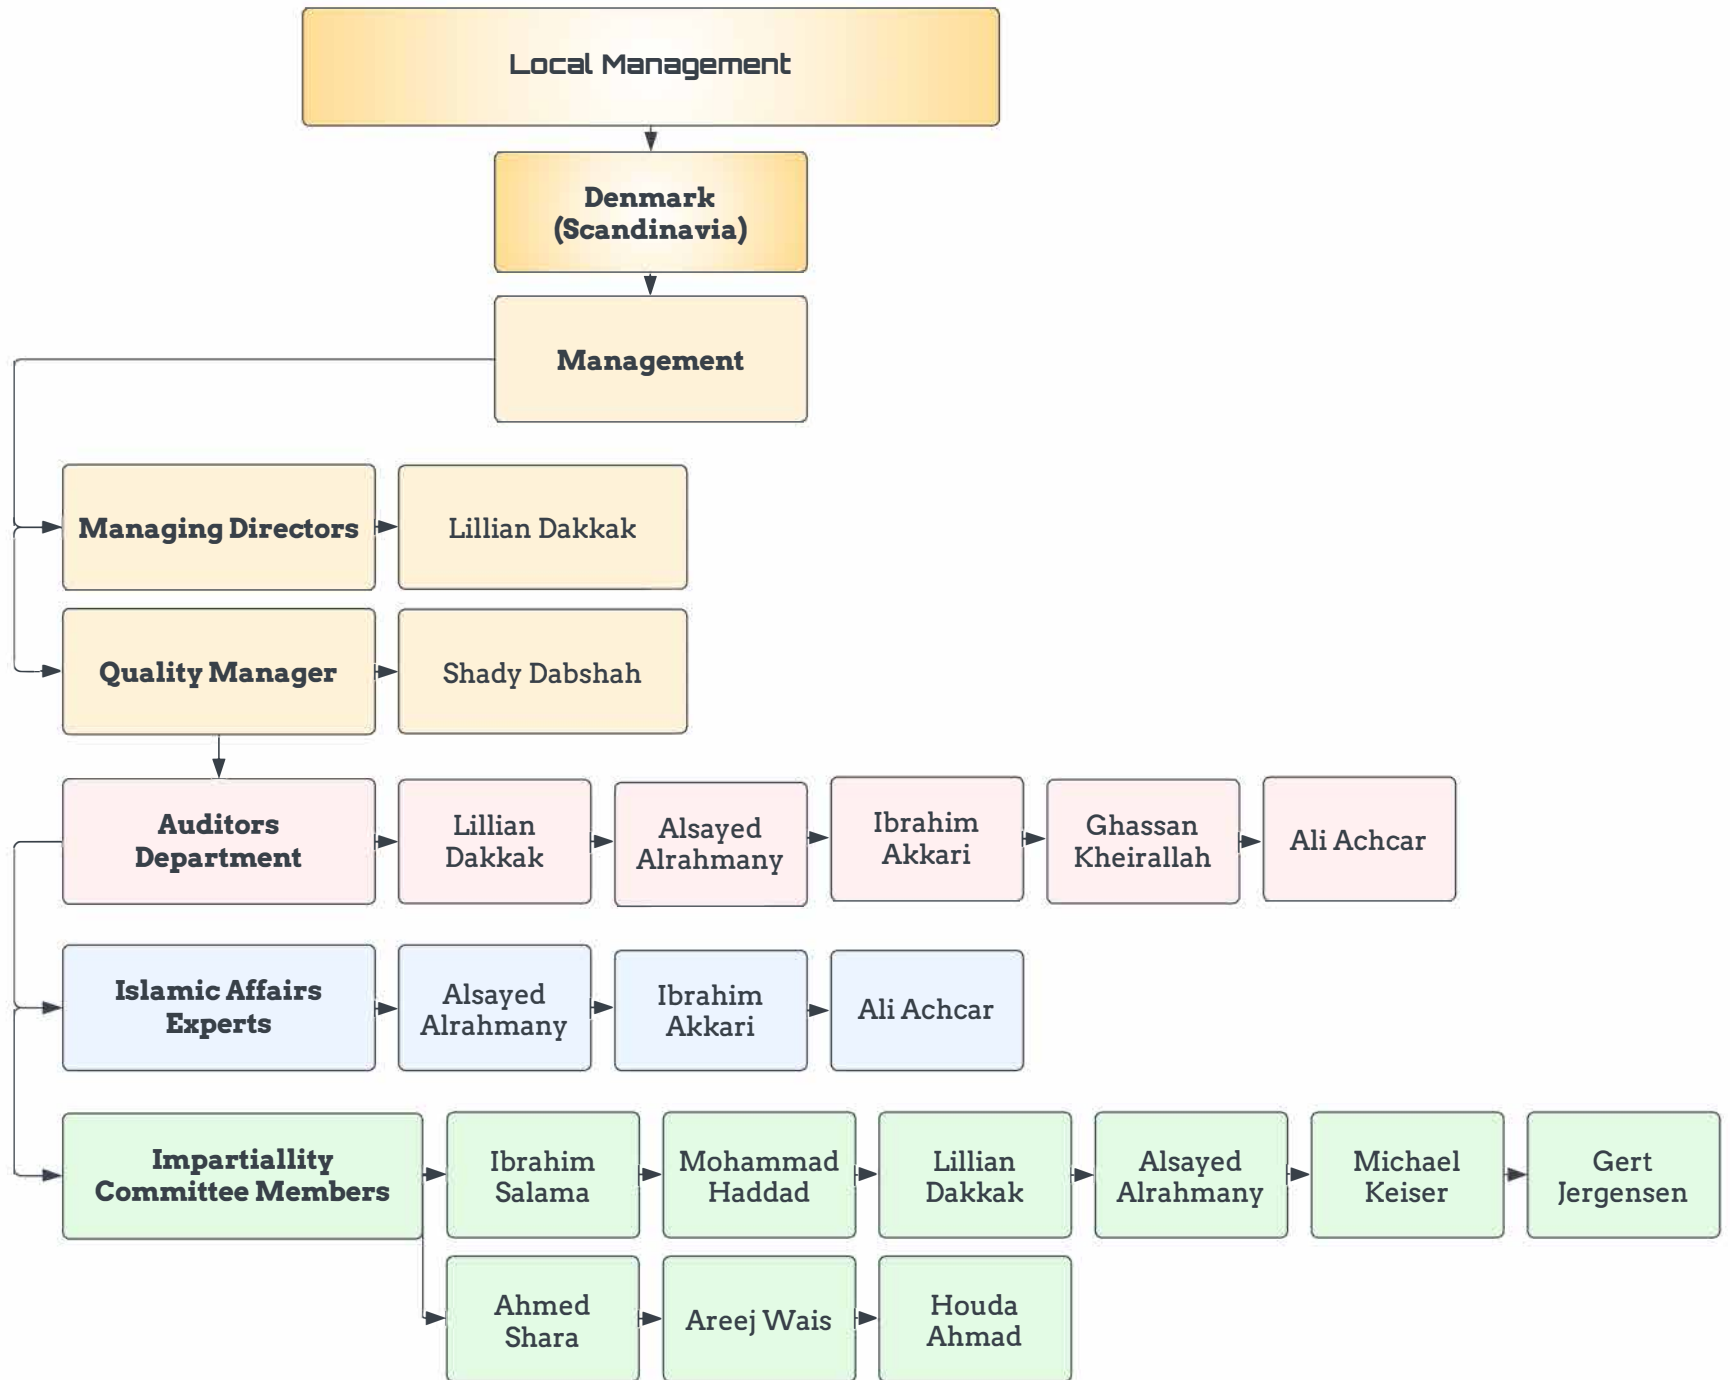 Local Management
Denmark
(Scandinavia)
Management
Managing Directors
Lillian Dakkak
Quality Manager
Shady Dabshah
Auditors
Department
Lillian
Dakkak
Alsayed
Alrahmany
Ibrahim
Akkari
Ghassan
Kheirallah
Ali Achcar
Islamic Affairs
Experts
Alsayed
Alrahmany
Ibrahim
Akkari
Ali Achcar
Impartiallity
Committee Members
Ibrahim
Salama
Mohammad
Haddad
Lillian
Dakkak
Alsayed
Alrahmany
Michael
Keiser
Gert
Jergensen
Ahmed
Shara
Areej Wais
Houda
Ahmad